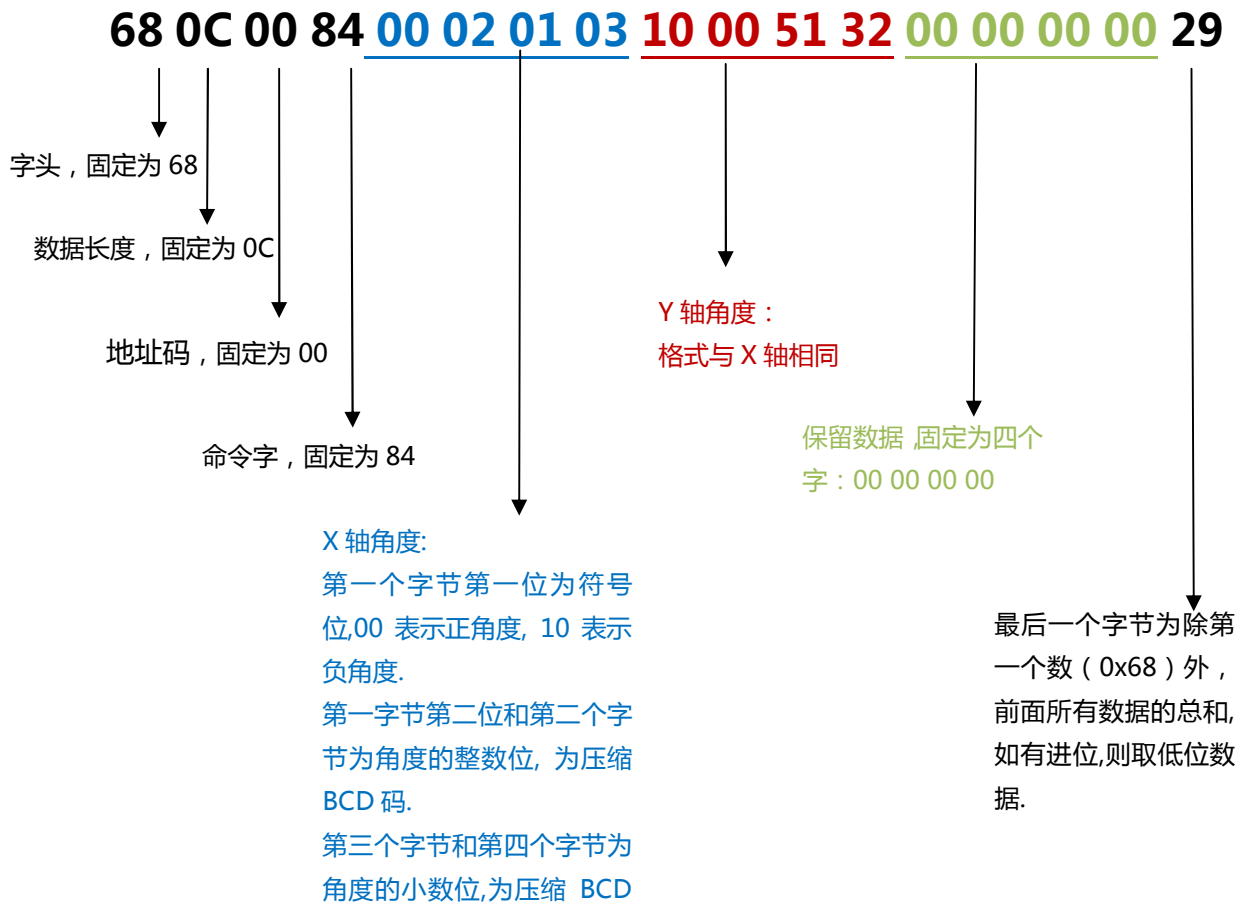 68 0C 00 84 00 02 01 03 10 00 51 32 00 00 00 00 29
字头，固定为 68
数据长度，固定为 0C
地址码，固定为 00
命令字，固定为 84
X 轴角度:
第一个字节第一位为符号
位,00 表示正角度, 10 表示
负角度.
第一字节第二位和第二个字
节为角度的整数位, 为压缩
BCD 码.
第三个字节和第四个字节为
角度的小数位,为压缩 BCD
Y 轴角度：
格式与 X 轴相同
保留数据 ,固定为四个
字：00 00 00 00
最后一个字节为除第
一个数（0x68）外，
前面所有数据的总和,
如有进位,则取低位数
据.